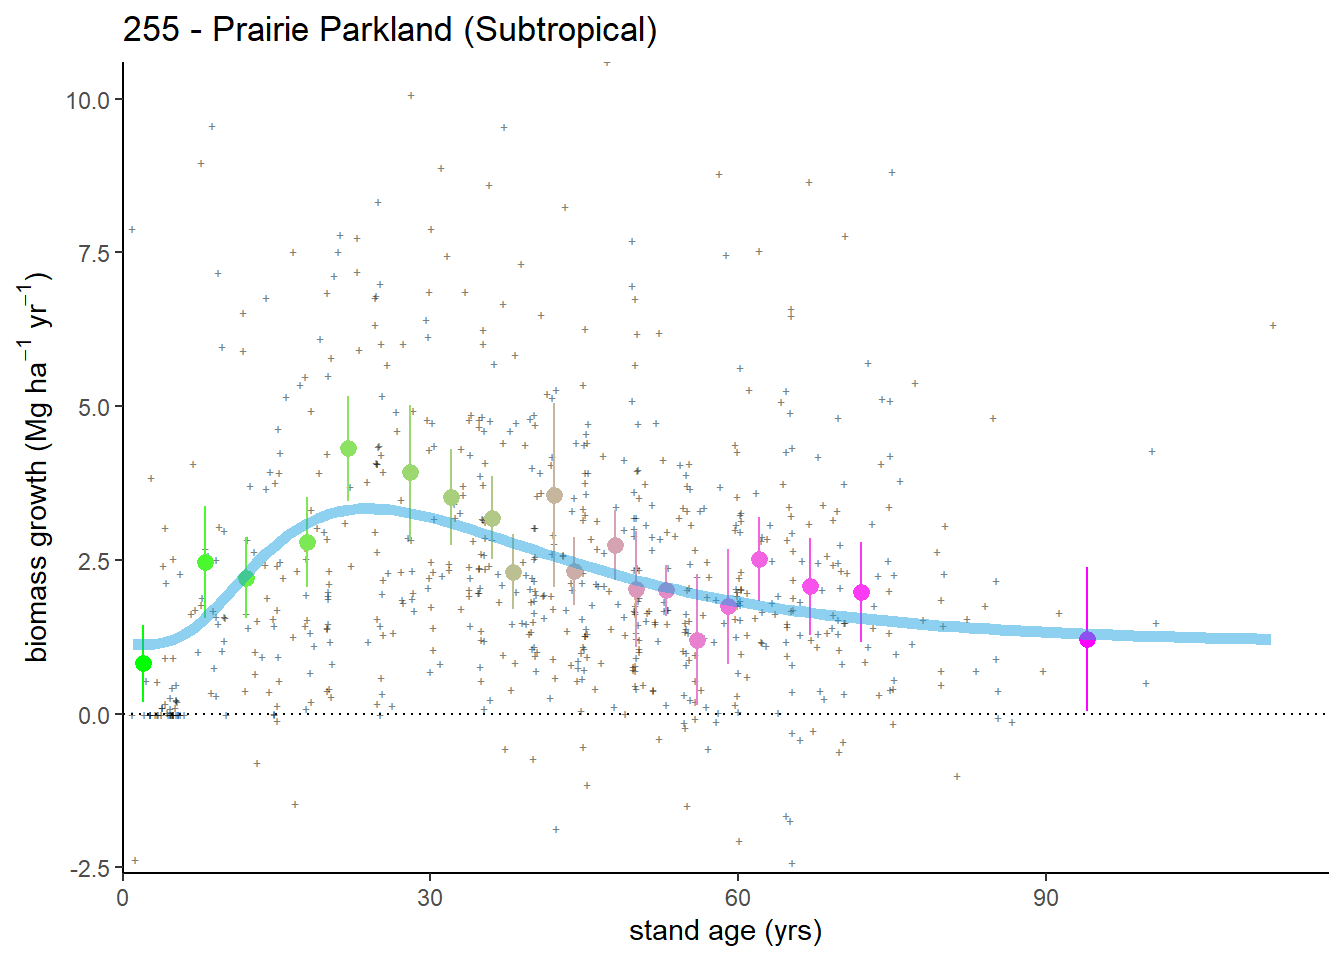 255 - Prairie Parkland (Subtropical)
10.0
7.5
5.0
2.5
0.0
-2.5
biomass growth (Mg ha⁻¹ yr⁻¹)
0 30 60 90
stand age (yrs)